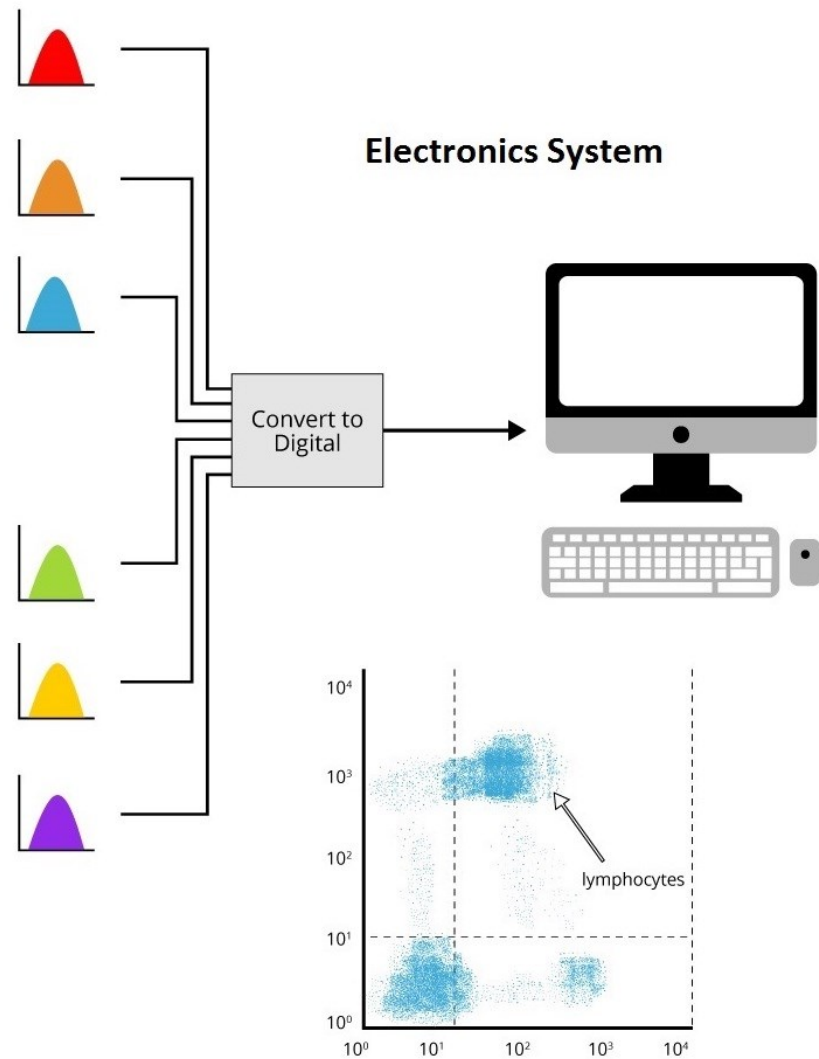 Electronics System
Convert to
Digital
10⁴
10³
10²
lymphocytes
10¹
10⁰
10⁰ 10¹ 10² 10³ 10⁴